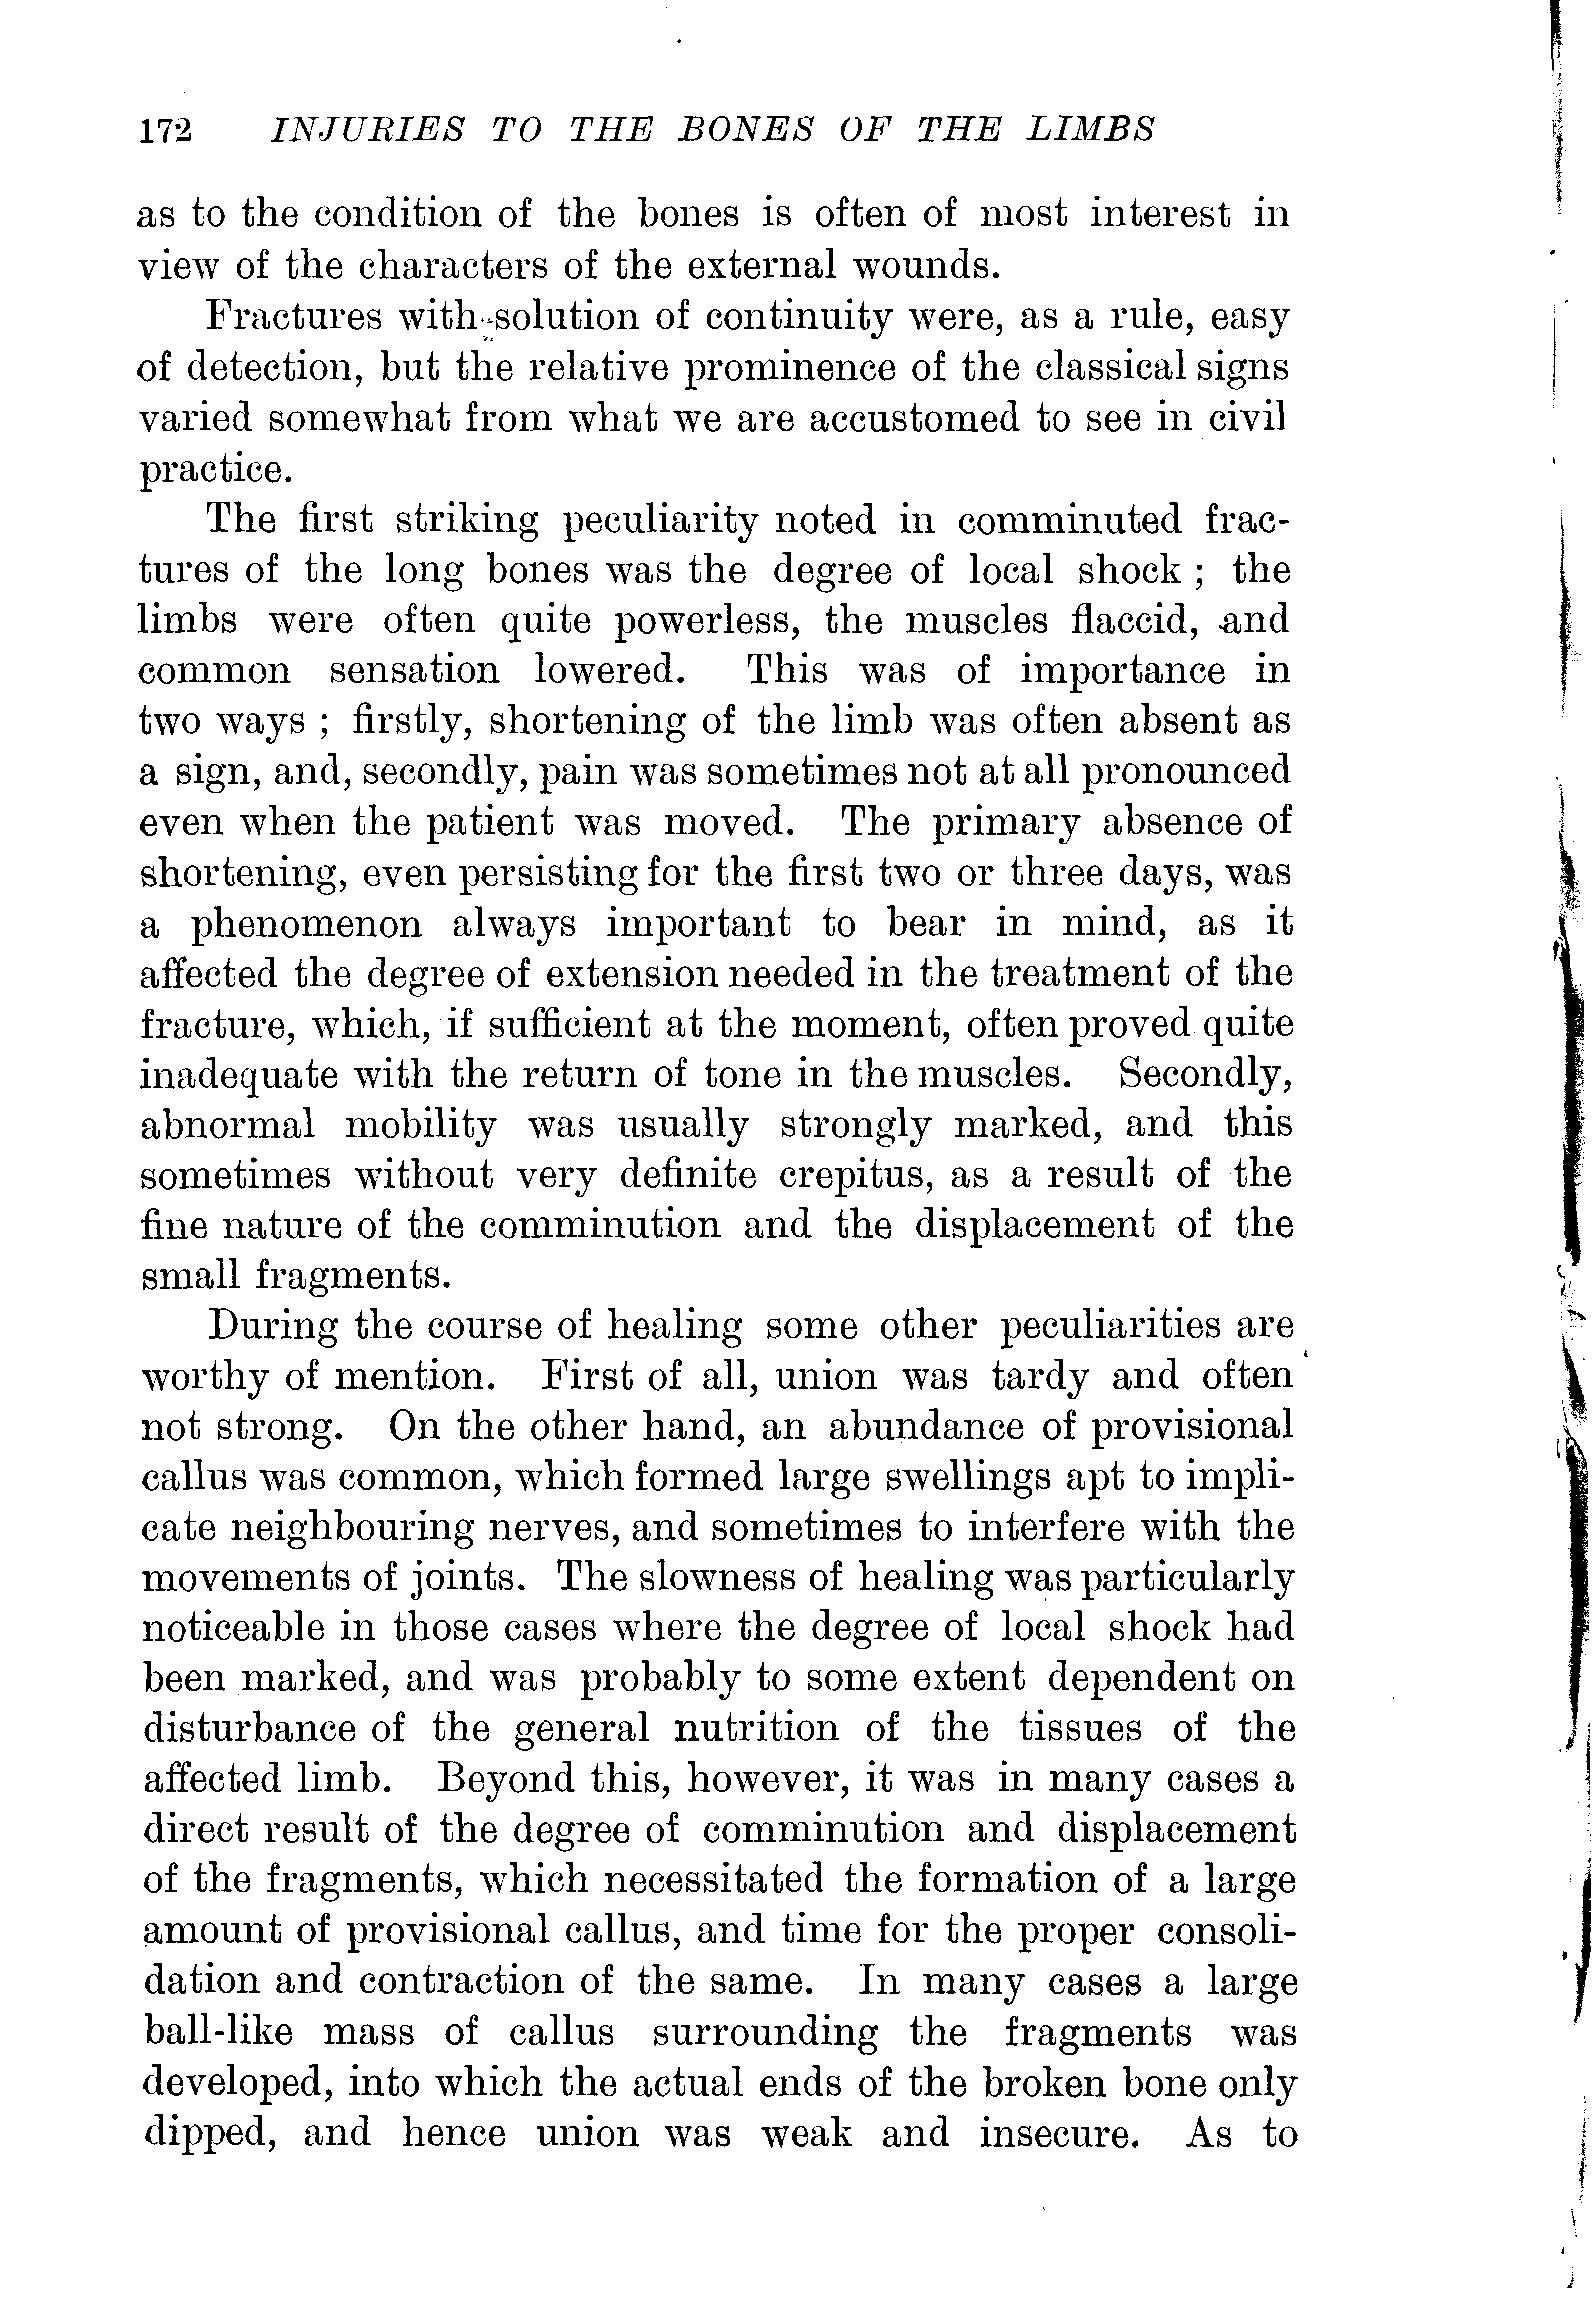 172 INJURIES TO THE BONES OF THE LIMBS
as to the condition of the bones is often of most interest in
view of the characters of the external wounds.
Fractures with solution of continuity were, as a rule, easy
of detection, but the relative prominence of the classical signs
varied somewhat from what we are accustomed to see in civil
practice.
The first striking peculiarity noted in comminuted frac-
tures of the long bones was the degree of local shock ; the
limbs were often quite powerless, the muscles flaccid, and
common sensation lowered. This was of importance in
two ways ; firstly, shortening of the limb was often absent as
a sign, and, secondly, pain was sometimes not at all pronounced
even when the patient was moved. The primary absence of
shortening, even persisting for the first two or three days, was
a phenomenon always important to bear in mind, as it
affected the degree of extension needed in the treatment of the
fracture, which, if sufficient at the moment, often proved quite
inadequate with the return of tone in the muscles. Secondly,
abnormal mobility was usually strongly marked, and this
sometimes without very definite crepitus, as a result of the
fine nature of the comminution and the displacement of the
small fragments.
During the course of healing some other peculiarities are
worthy of mention. First of all, union was tardy and often
not strong. On the other hand, an abundance of provisional
callus was common, which formed large swellings apt to impli-
cate neighbouring nerves, and sometimes to interfere with the
movements of joints. The slowness of healing was particularly
noticeable in those cases where the degree of local shock had
been marked, and was probably to some extent dependent on
disturbance of the general nutrition of the tissues of the
affected limb. Beyond this, however, it was in many cases a
direct result of the degree of comminution and displacement
of the fragments, which necessitated the formation of a large
amount of provisional callus, and time for the proper consoli-
dation and contraction of the same. In many cases a large
ball-like mass of callus surrounding the fragments was
developed, into which the actual ends of the broken bone only
dipped, and hence union was weak and insecure. As to